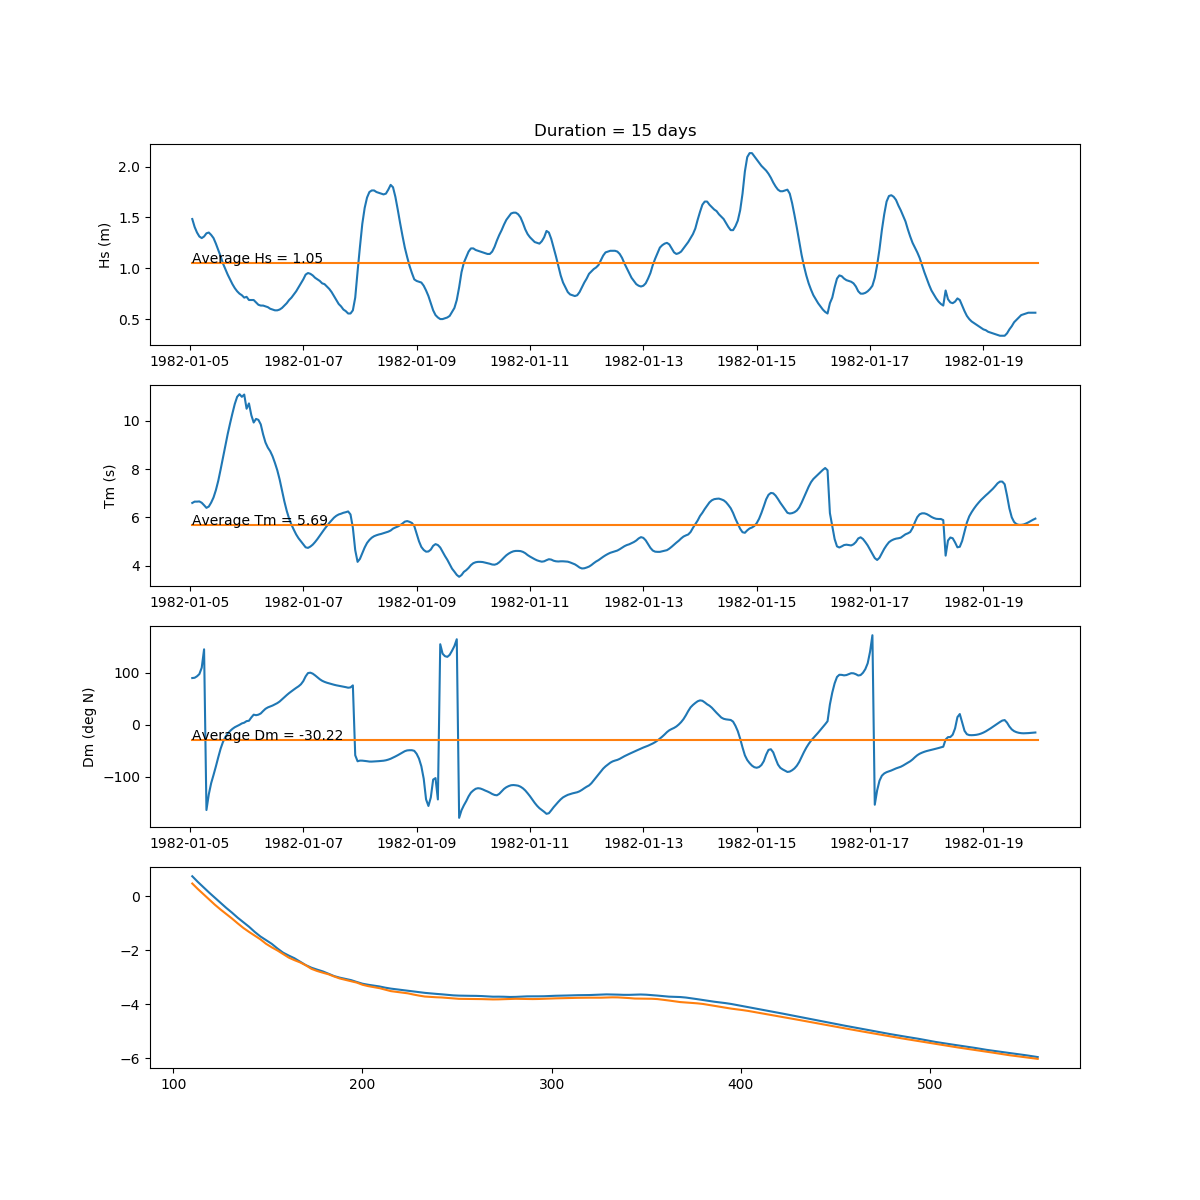 Duration = 15 days
Hs (m)
2.0
1.5
1.0
0.5
Average Hs = 1.05
1982-01-05 1982-01-07 1982-01-09 1982-01-11 1982-01-13 1982-01-15 1982-01-17 1982-01-19
Tm (s)
10
8
6
4
Average Tm = 5.69
1982-01-05 1982-01-07 1982-01-09 1982-01-11 1982-01-13 1982-01-15 1982-01-17 1982-01-19
Dm (deg N)
100
0
−100
Average Dm = -30.22
1982-01-05 1982-01-07 1982-01-09 1982-01-11 1982-01-13 1982-01-15 1982-01-17 1982-01-19
0
−2
−4
−6
100 200 300 400 500